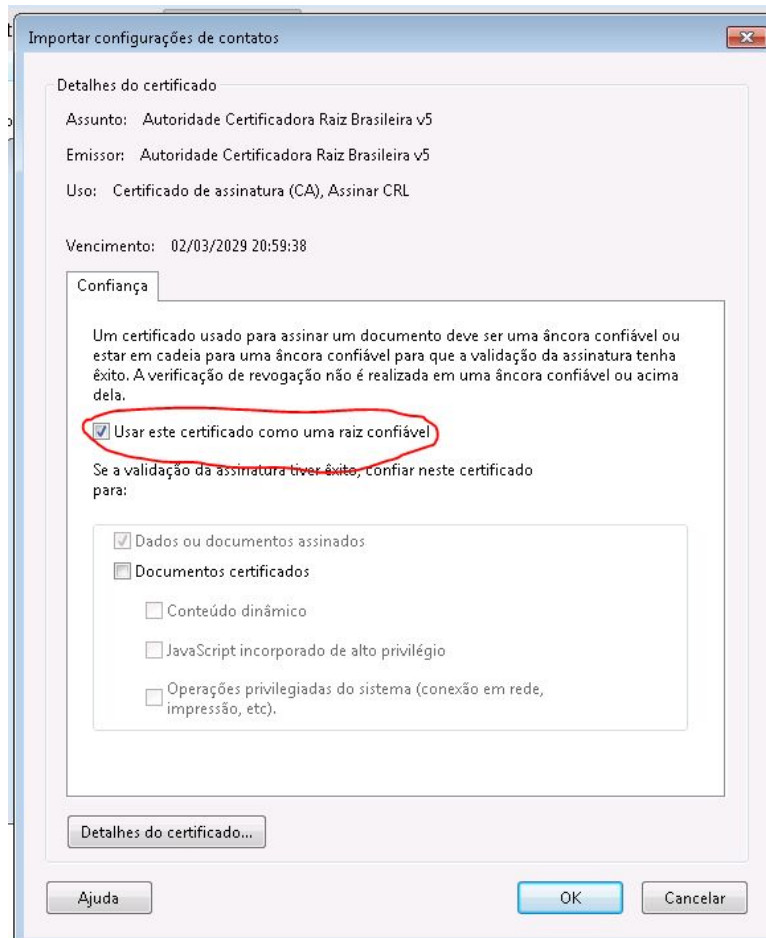 Importar configurações de contatos
Detalhes do certificado
Assunto: Autoridade Certificadora Raiz Brasileira v5
Emissor: Autoridade Certificadora Raiz Brasileira v5
Uso: Certificado de assinatura (CA), Assinar CRL
Vencimento: 02/03/2029 20:59:38
Confiança
Um certificado usado para assinar um documento deve ser uma âncora confiável ou
estar em cadeia para uma âncora confiável para que a validação da assinatura tenha
êxito. A verificação de revogação não é realizada em uma âncora confiável ou acima
dela.
Usar este certificado como uma raiz confiável
Se a validação da assinatura tiver êxito, confiar neste certificado
para:
Dados ou documentos assinados
Documentos certificados
Conteúdo dinâmico
JavaScript incorporado de alto privilégio
Operações privilegiadas do sistema (conexão em rede,
impressão, etc).
Detalhes do certificado...
Ajuda
OK
Cancelar